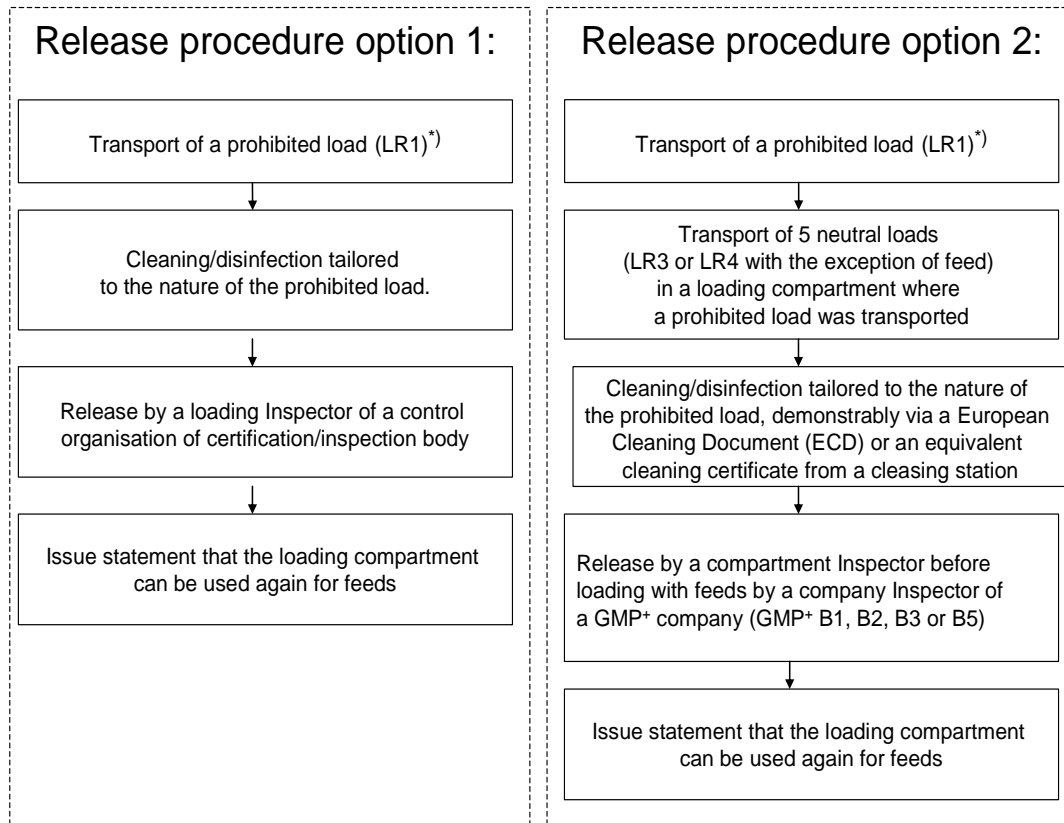 Release procedure option 1:
Transport of a prohibited load (LR1)*)
Cleaning/disinfection tailored
to the nature of the prohibited load.
Release by a loading Inspector of a control
organisation of certification/inspection body
Issue statement that the loading compartment
can be used again for feeds
Release procedure option 2:
Transport of a prohibited load (LR1)*)
Transport of 5 neutral loads
(LR3 or LR4 with the exception of feed)
in a loading compartment where
a prohibited load was transported
Cleaning/disinfection tailored to the nature of
the prohibited load, demonstrably via a European
Cleaning Document (ECD) or an equivalent
cleaning certificate from a cleasing station
Release by a compartment Inspector before
loading with feeds by a company Inspector of
a GMP+ company (GMP+ B1, B2, B3 or B5)
Issue statement that the loading compartment
can be used again for feeds